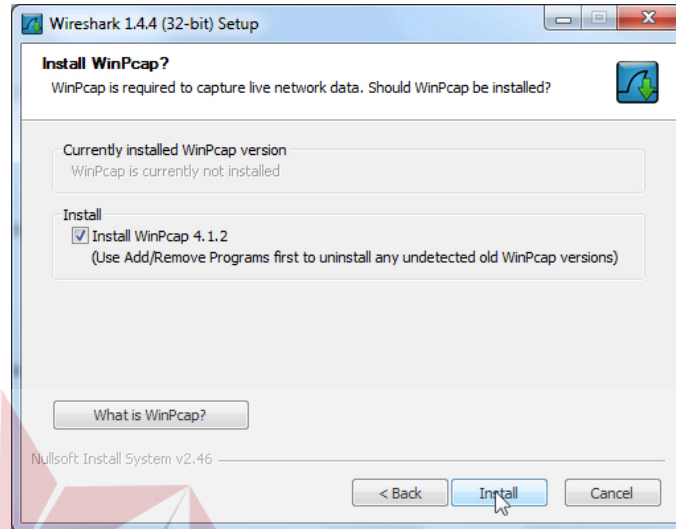 Wireshark 1.4.4 (32-bit) Setup
Install WinPcap?
WinPcap is required to capture live network data. Should WinPcap be installed?
Currently installed WinPcap version
WinPcap is currently not installed
Install
Install WinPcap 4.1.2
(Use Add/Remove Programs first to uninstall any undetected old WinPcap versions)
What is WinPcap?
Nullsoft Install System v2.46
< Back Install Cancel